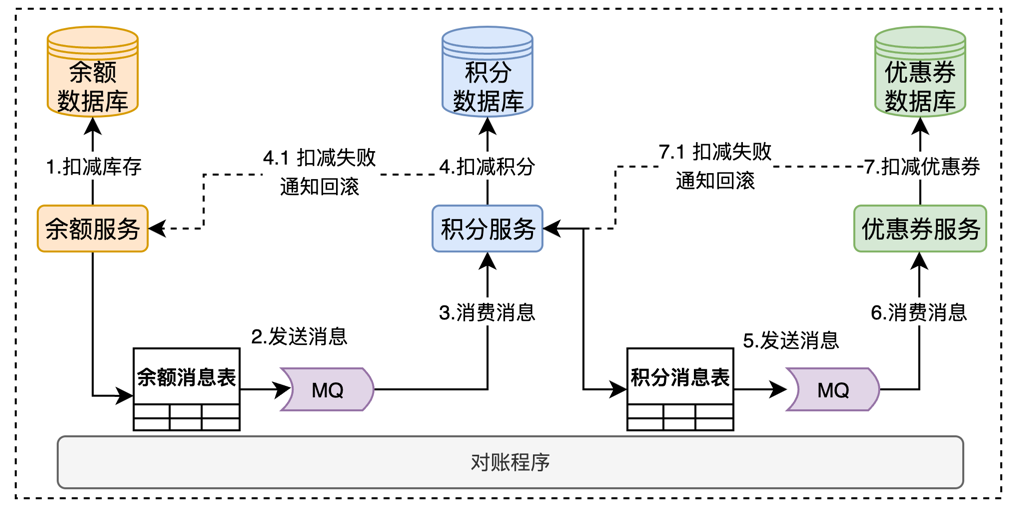 余额
数据库
积分
数据库
优惠券
数据库
1.扣减库存
4.1 扣减失败
通知回滚
4.扣减积分
7.1 扣减失败
通知回滚
7.扣减优惠券
余额服务
积分服务
优惠券服务
2.发送消息
3.消费消息
5.发送消息
6.消费消息
余额消息表
MQ
积分消息表
MQ
对账程序